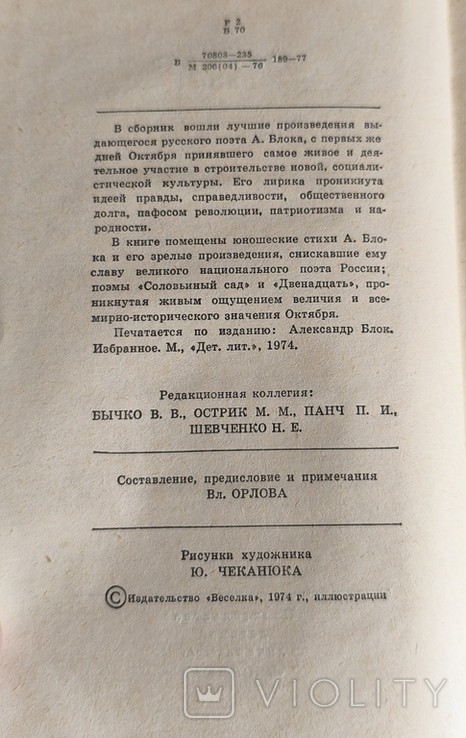 Р 2
В 70
В 70803—235 189—77
М 206(04)—76
В сборник вошли лучшие произведения вы-
дающегося русского поэта А. Блока, с первых же
дней Октября принявшего самое живое и дея-
тельное участие в строительстве новой, социали-
стической культуры. Его лирика проникнута
идеей правды, справедливости, общественного
долга, пафосом революции, патриотизма и на-
родности.
В книге помещены юношеские стихи А. Бло-
ка и его зрелые произведения, снискавшие ему
славу великого национального поэта России;
поэмы «Соловьиный сад» и «Двенадцать», про-
никнутая живым ощущением величия и все-
мирно-исторического значения Октября.
Печатается по изданию: Александр Блок.
Избранное. М., «Дет. лит.», 1974.
Редакционная коллегия:
БЫЧКО В. В., ОСТРИК М. М., ПАНЧ П. И.,
ШЕВЧЕНКО Н. Е.
Составление, предисловие и примечания
Вл. ОРЛОВА
Рисунки художника
Ю. ЧЕКАНЮКА
© Издательство «Веселка», 1974 г., иллюстрации
VIOLITY